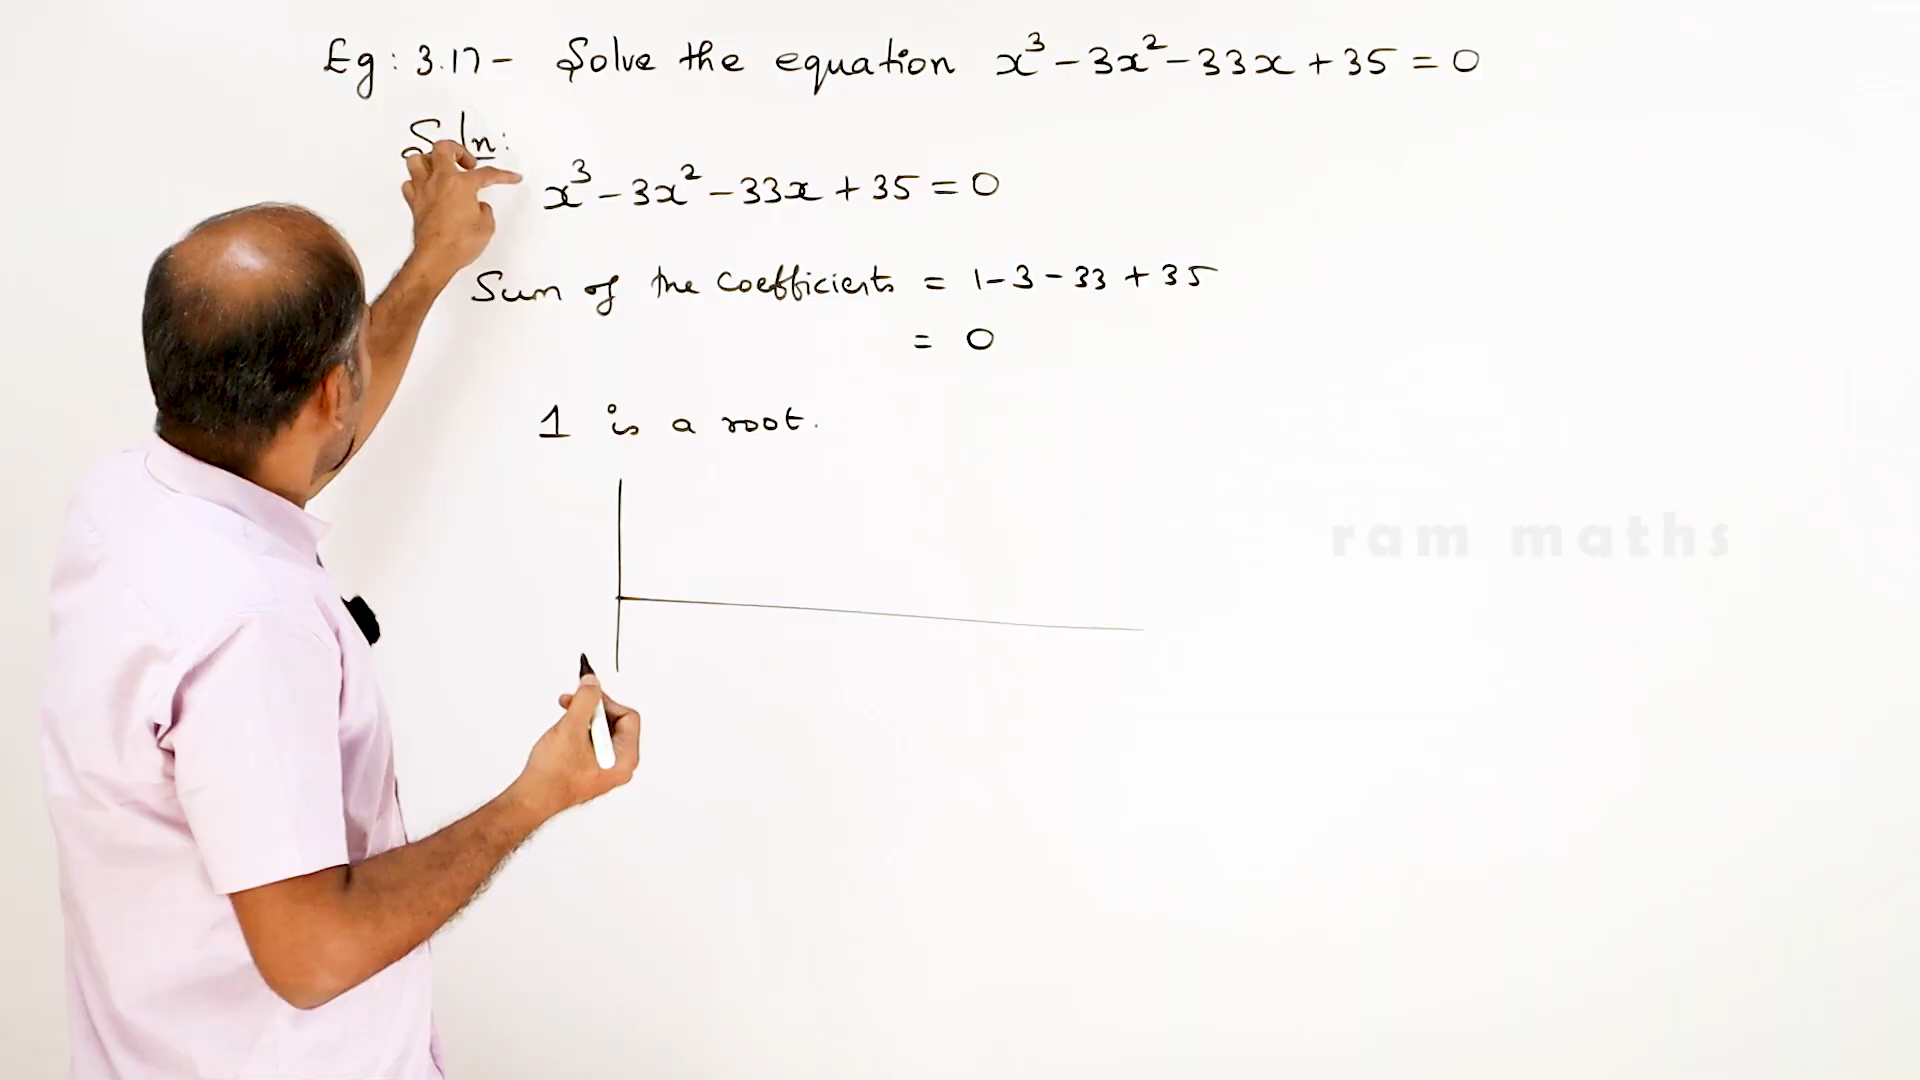 Eg : 3.17 - Solve the equation x³ - 3x² - 33x + 35 = 0
Soln:
x³ - 3x² - 33x + 35 = 0
Sum of the coefficients = 1 - 3 - 33 + 35
= 0
1 is a root.
ram maths